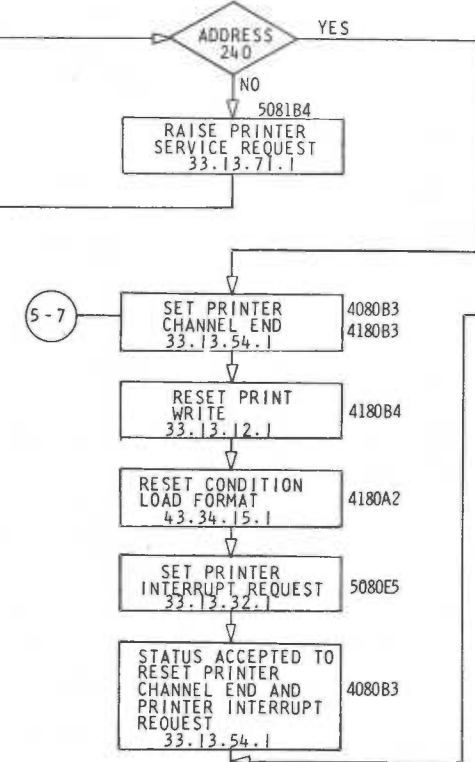 ADDRESS
240
YES
NO
5081B4
RAISE PRINTER
SERVICE REQUEST
33.13.71.1
5-7
SET PRINTER
CHANNEL END
33.13.54.1
4080B3
4180B3
RESET PRINT
WRITE
33.13.12.1
4180B4
RESET CONDITION
LOAD FORMAT
43.34.15.1
4180A2
SET PRINTER
INTERRUPT REQUEST
33.13.32.1
5080E5
STATUS ACCEPTED TO
RESET PRINTER
CHANNEL END AND
PRINTER INTERRUPT
REQUEST
33.13.54.1
4080B3